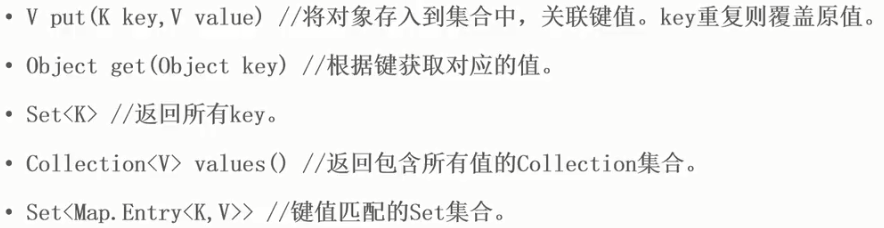 • V put(K key,V value) //将对象存入到集合中，关联键值。key重复则覆盖原值。
• Object get(Object key) //根据键获取对应的值。
• Set<K> //返回所有key。
• Collection<V> values() //返回包含所有值的Collection集合。
• Set<Map.Entry<K,V>> //键值匹配的Set集合。